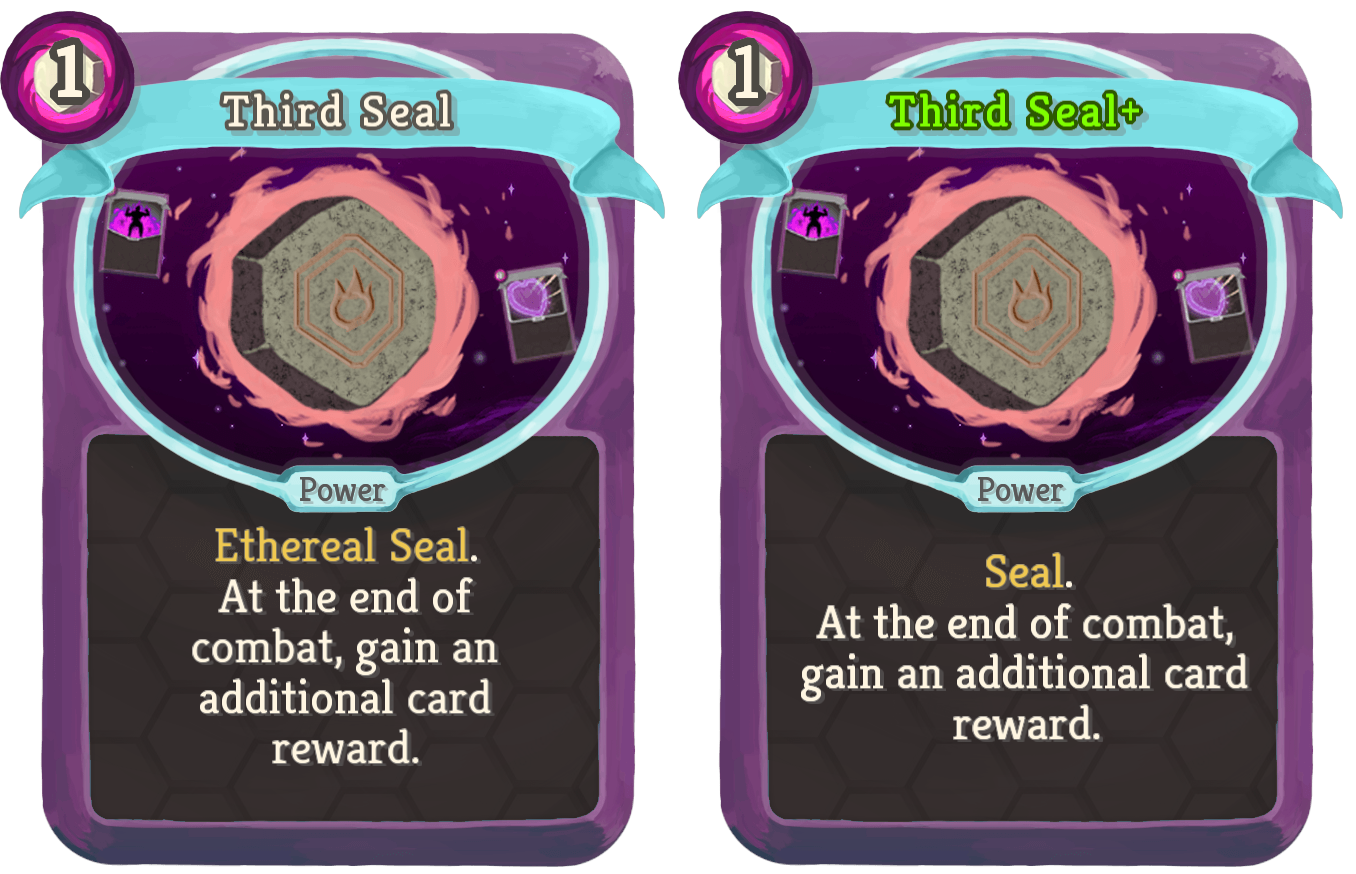 1
Third Seal
Power
Ethereal Seal.
At the end of
combat, gain an
additional card
reward.
1
Third Seal+
Power
Seal.
At the end of combat,
gain an additional card
reward.